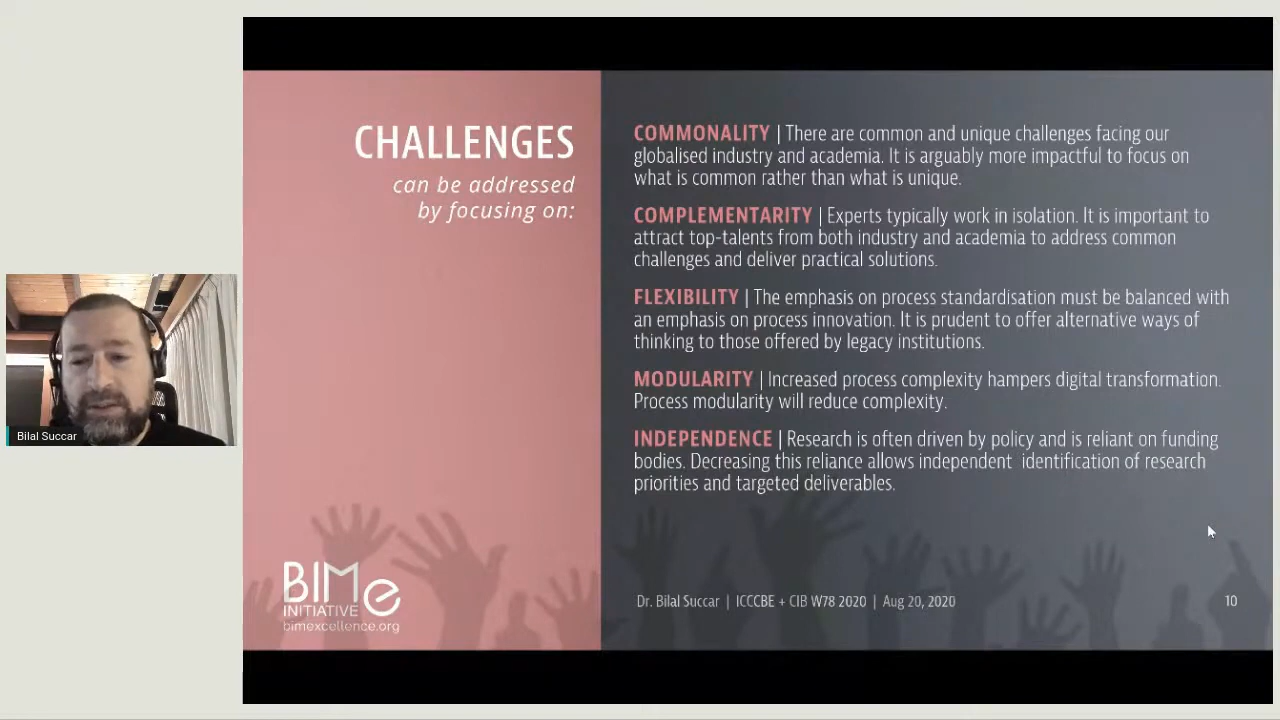 CHALLENGES
can be addressed
by focusing on:
COMMONALITY | There are common and unique challenges facing our
globalised industry and academia. It is arguably more impactful to focus on
what is common rather than what is unique.
COMPLEMENTARITY | Experts typically work in isolation. It is important to
attract top-talents from both industry and academia to address common
challenges and deliver practical solutions.
FLEXIBILITY | The emphasis on process standardisation must be balanced with
an emphasis on process innovation. It is prudent to offer alternative ways of
thinking to those offered by legacy institutions.
MODULARITY | Increased process complexity hampers digital transformation.
Process modularity will reduce complexity.
INDEPENDENCE | Research is often driven by policy and is reliant on funding
bodies. Decreasing this reliance allows independent identification of research
priorities and targeted deliverables.
Bilal Succar
BIMe
INITIATIVE
bimexcellence.org
Dr. Bilal Succar | ICCCBE + CIB W78 2020 | Aug 20, 2020
10